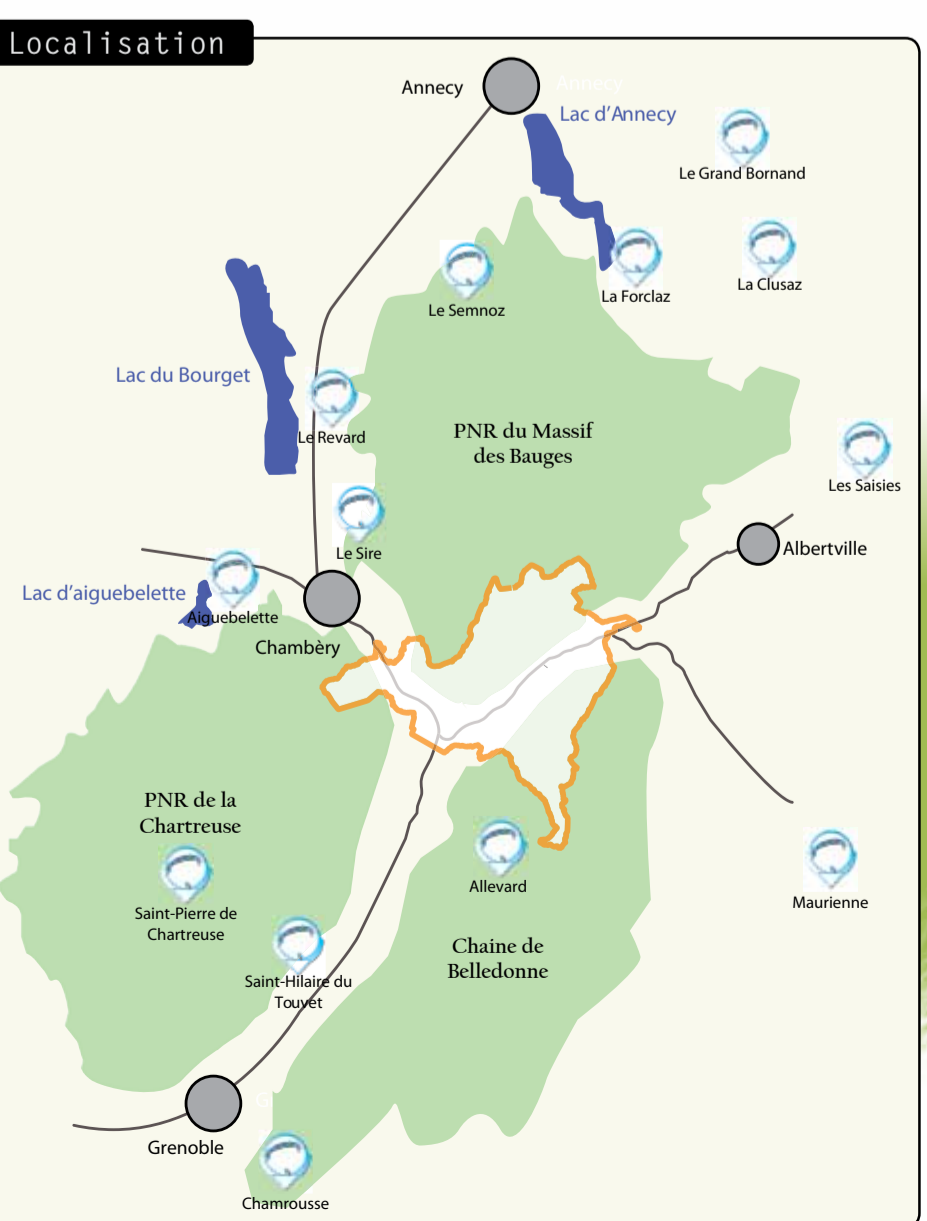 Localisation
Annecy
Annecy
Lac d'Annecy
Le Grand Bornand
La Clusaz
La Forclaz
Le Semnoz
Lac du Bourget
Le Revard
PNR du Massif
des Bauges
Les Saisies
Le Sire
Albertville
Lac d'aiguebelette
Aiguebelette
Chambèry
PNR de la
Chartreuse
Saint-Pierre de
Chartreuse
Allevard
Maurienne
Chaine de
Belledonne
Saint-Hilaire du
Touvet
G
Grenoble
Chamrousse